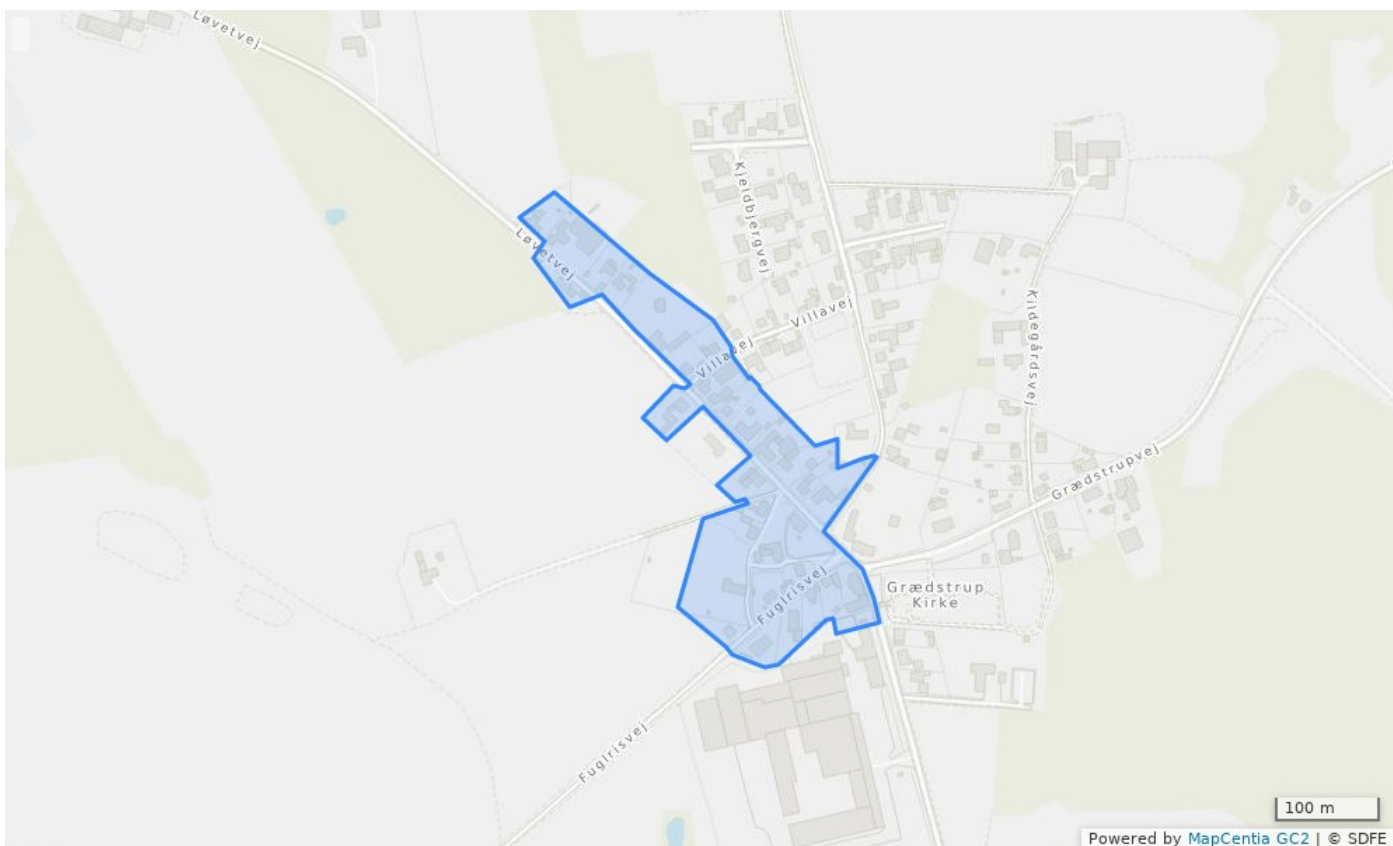 Løvetvej
Kjeldbjergvej
Løvetvej
Villavej
Villavej
Kildegårdsvej
Grædstrupvej
Fuglrisvej
Grædstrup
Kirke
Fuglrisvej
100 m
Powered by MapCentia GC2 | © SDFE